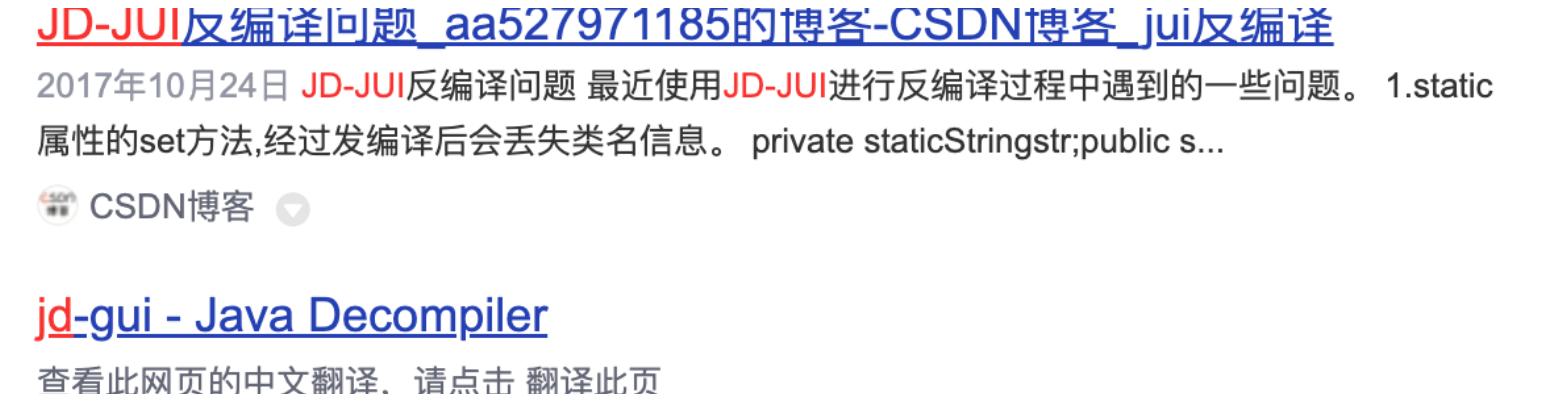 JD-JUI反编译问题_aa527971185的博客-CSDN博客_jui反编译
2017年10月24日 JD-JUI反编译问题 最近使用JD-JUI进行反编译过程中遇到的一些问题。 1.static
属性的set方法,经过发编译后会丢失类名信息。 private staticStringstr;public s...
CSDN博客
jd-gui - Java Decompiler
查看此网页的中文翻译，请点击 翻译此页